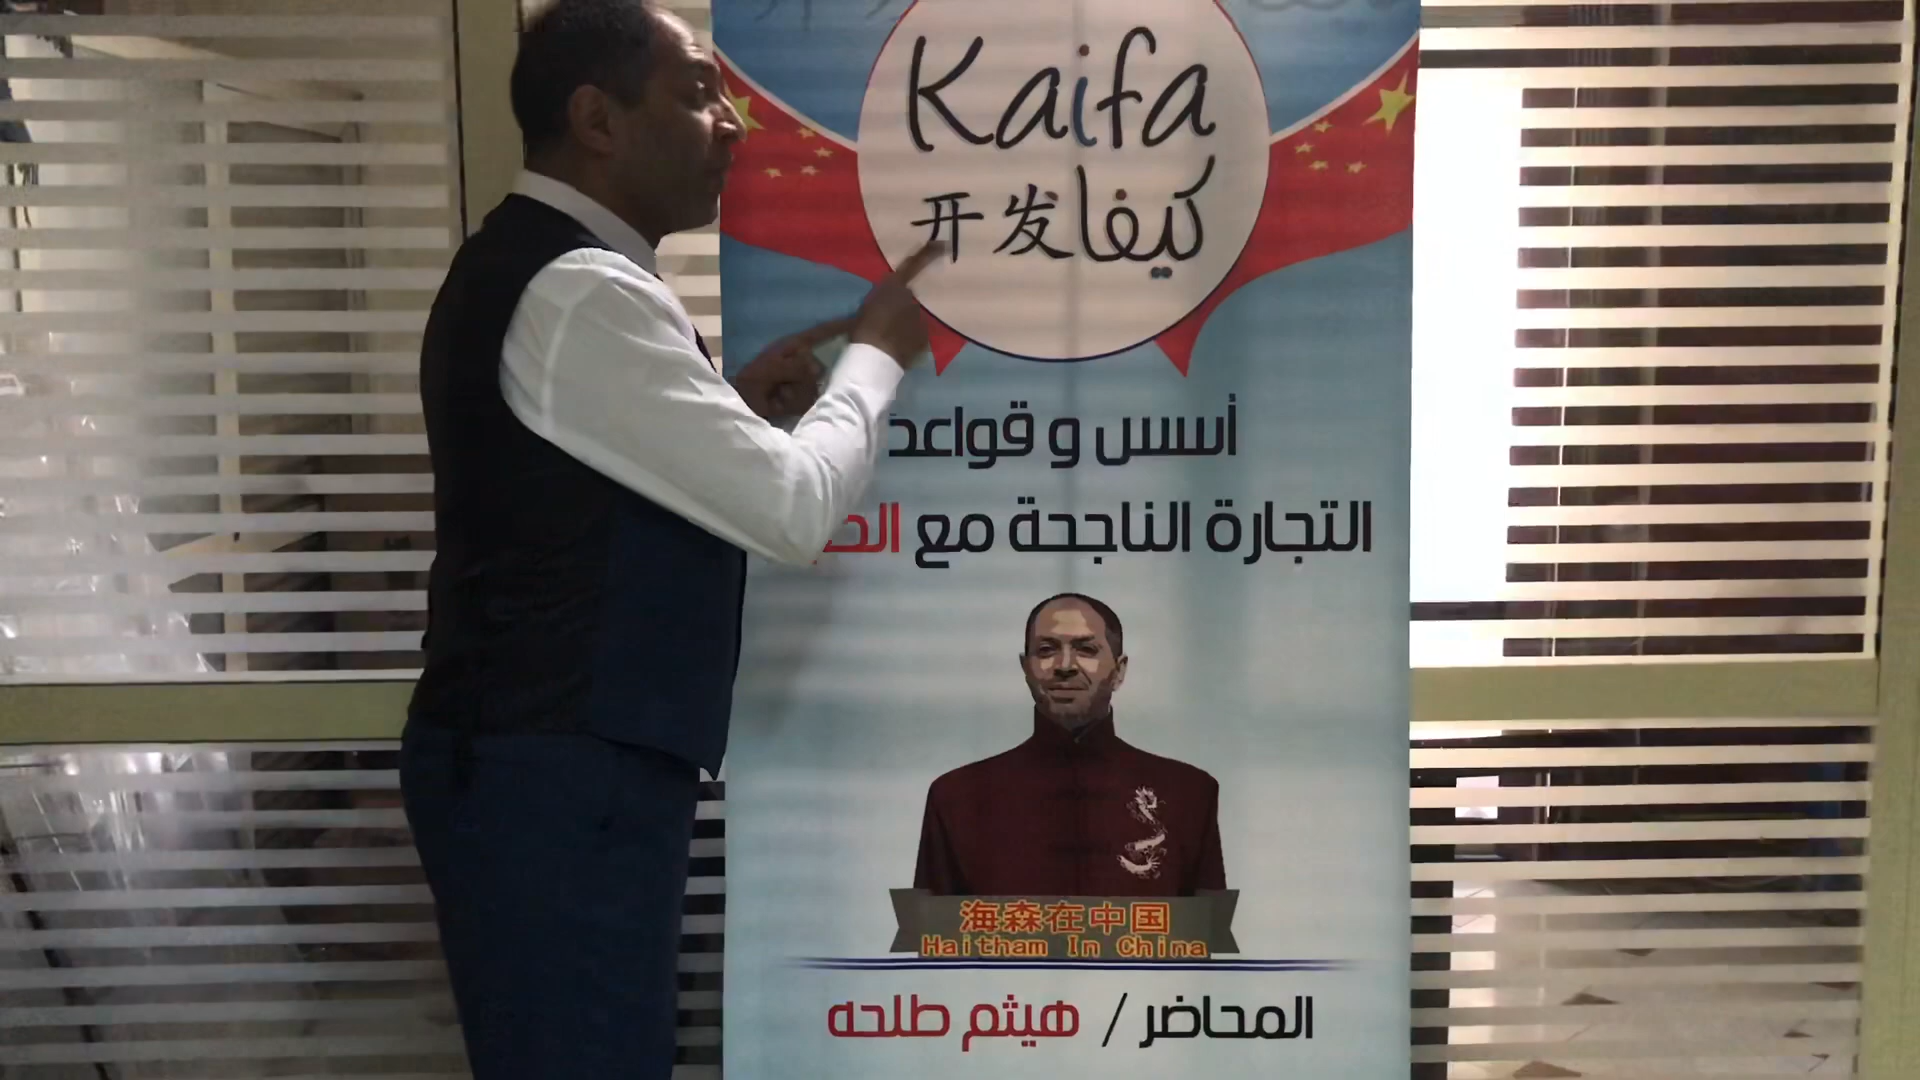 Kaifa
开发 كيفا
أسس و قواعد
التجارة الناجحة مع
海森在中国
Haitham In China
المحاضر / هيثم طلحه